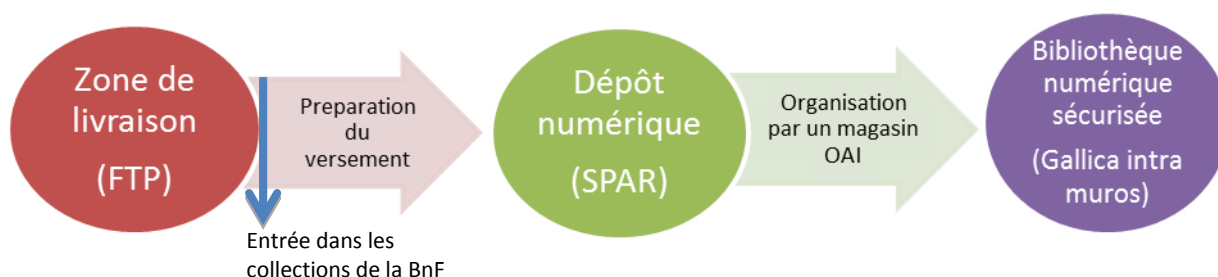 Zone de
livraison
(FTP)
Preparation
du
versement
Entrée dans les
collections de la BnF
Dépôt
numérique
(SPAR)
Organisation
par un magasin
OAI
Bibliothèque
numérique
sécurisée
(Gallica intra
muros)